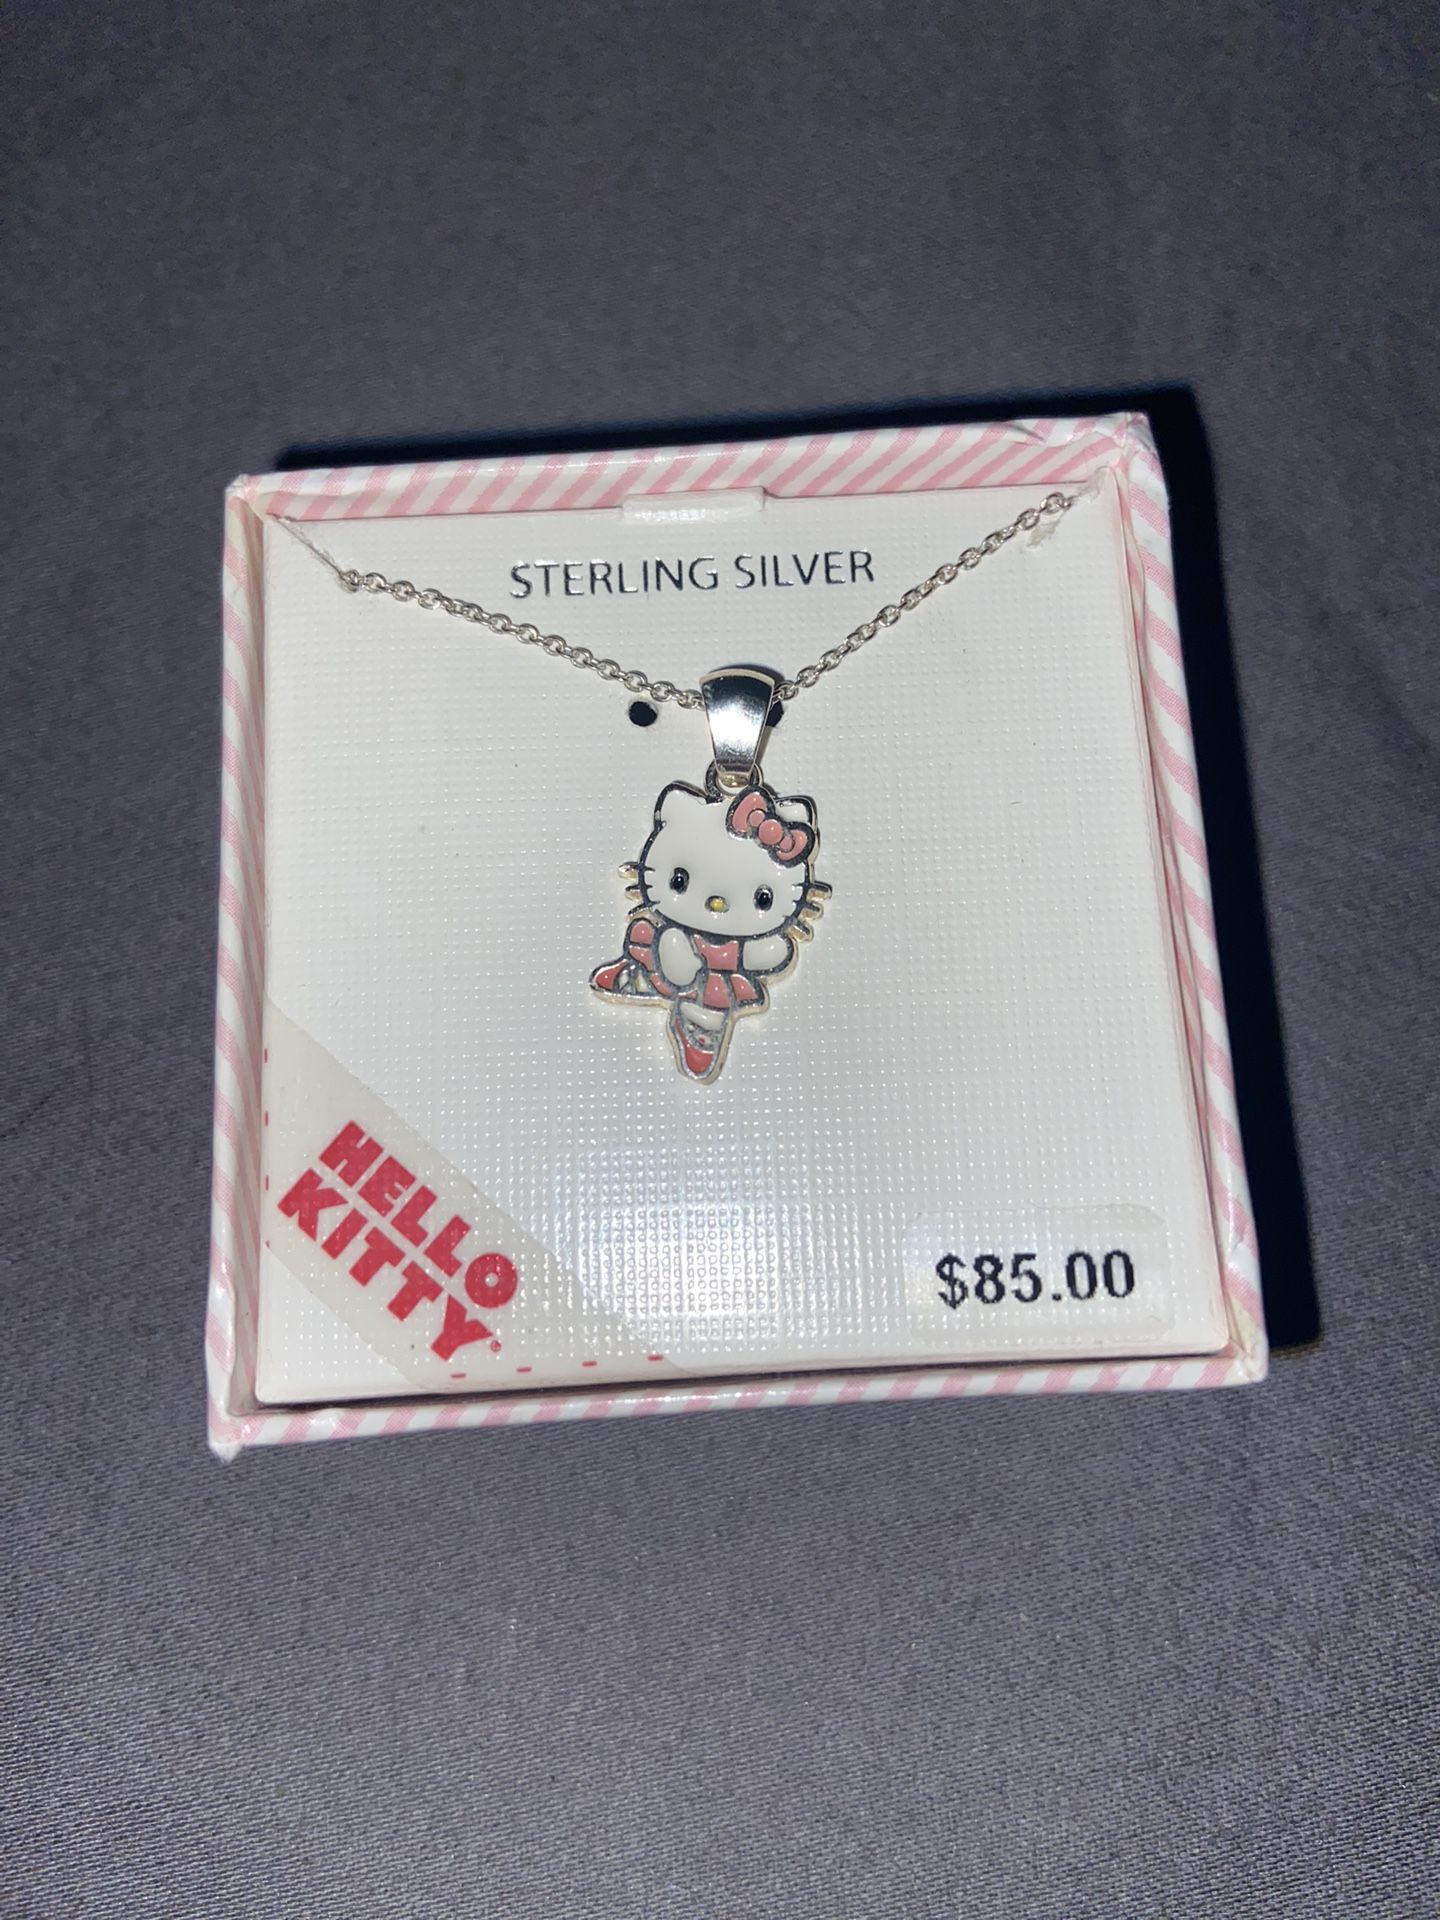 STERLING SILVER
HELLO
KITTY®
$85.00